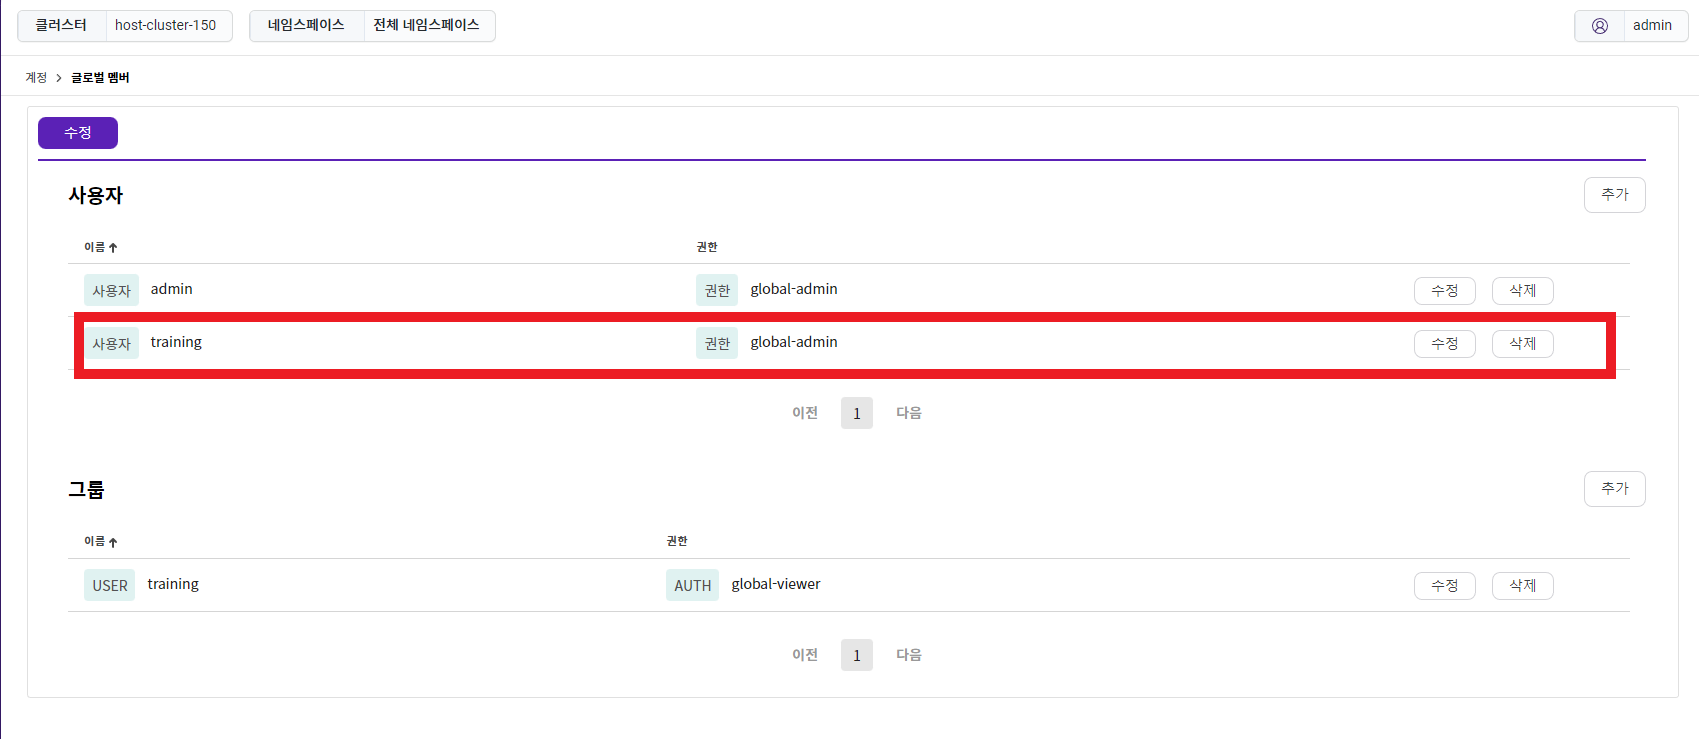 클러스터 host-cluster-150 네임스페이스 전체 네임스페이스 admin
계정 > 글로벌 멤버
수정
사용자 추가
이름 ↑ 권한
사용자 admin 권한 global-admin 수정 삭제
사용자 training 권한 global-admin 수정 삭제
이전 1 다음
그룹 추가
이름 ↑ 권한
USER training AUTH global-viewer 수정 삭제
이전 1 다음